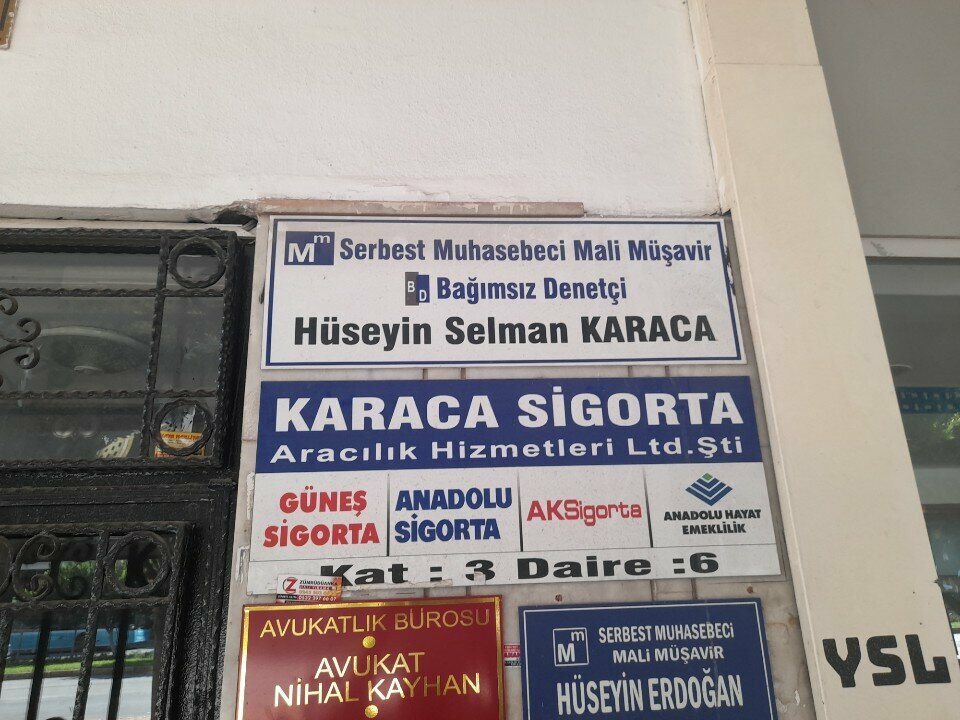 Mm Serbest Muhasebeci Mali Müşavir
BD Bağımsız Denetçi
Hüseyin Selman KARACA
KARACA SİGORTA
Aracılık Hizmetleri Ltd.Şti
GÜNEŞ
SİGORTA
ANADOLU
SİGORTA
AKSigorta
ANADOLU HAYAT
EMEKLİLİK
Kat : 3 Daire :6
AVUKATLIK BÜROSU
AVUKAT
NİHAL KAYHAN
Mm SERBEST MUHASEBECİ
MALİ MÜŞAVİR
HÜSEYİN ERDOĞAN
YSL